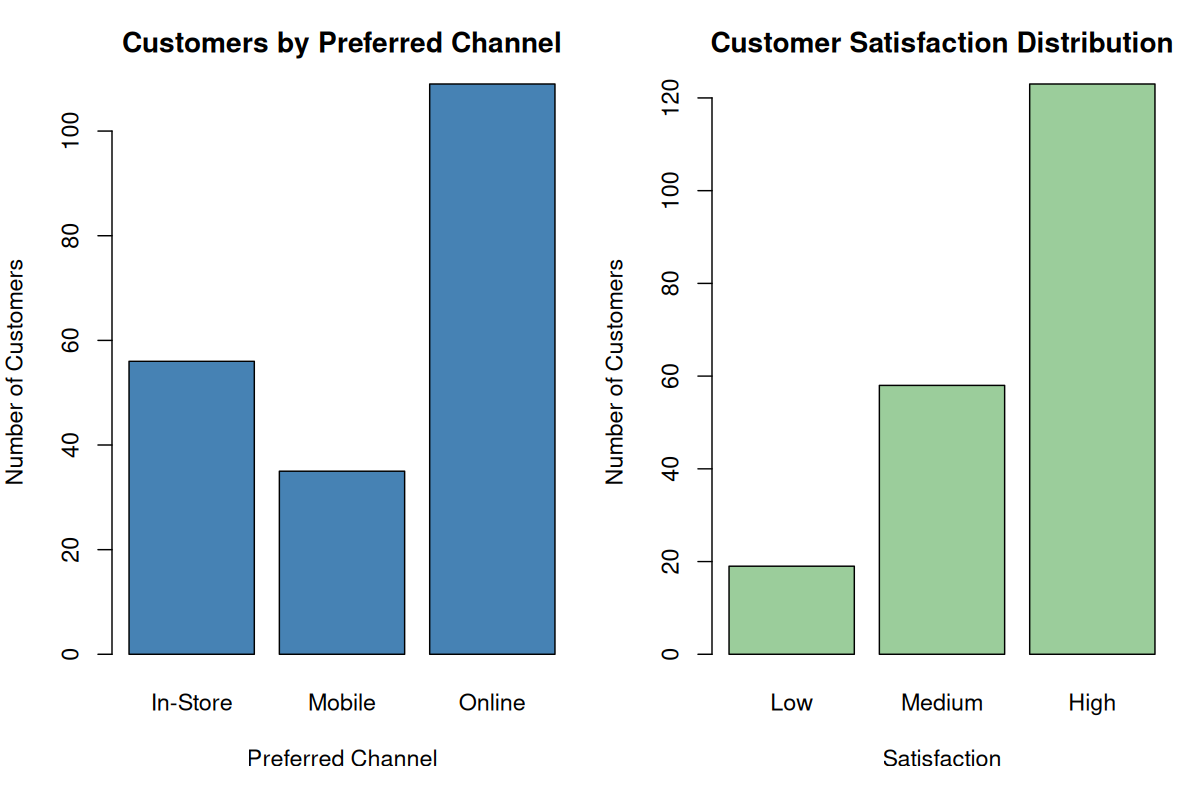 Customers by Preferred Channel
Number of Customers
100
80
60
40
20
0
In-Store Mobile Online
Preferred Channel
Customer Satisfaction Distribution
Number of Customers
120
100
80
60
40
20
0
Low Medium High
Satisfaction